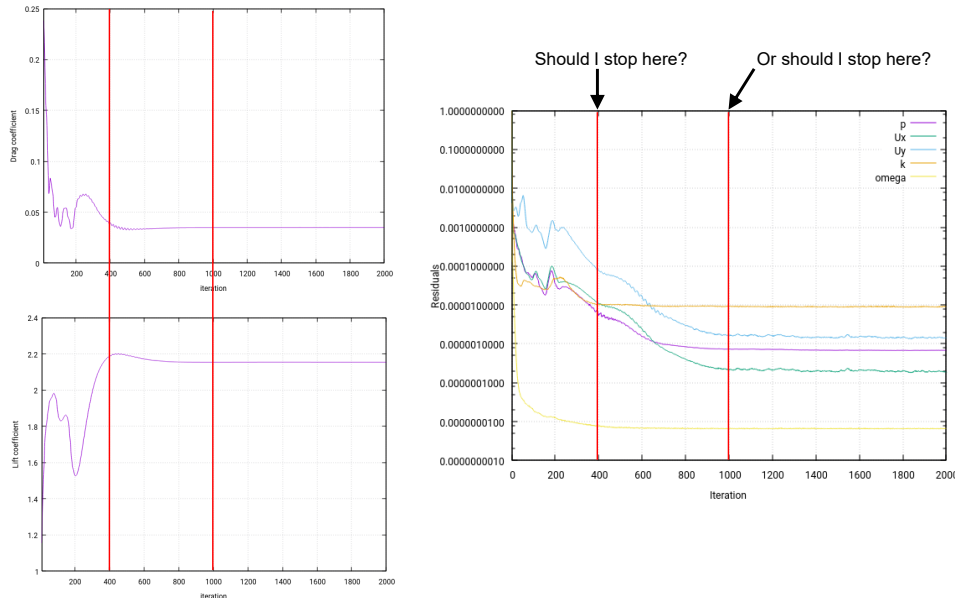 0.25
0.2
0.15
0.1
0.05
0
Drag coefficient
200 400 600 800 1000 1200 1400 1600 1800 2000
iteration
2.4
2.2
2
1.8
1.6
1.4
1.2
1
Lift coefficient
200 400 600 800 1000 1200 1400 1600 1800 2000
iteration
Should I stop here?
Or should I stop here?
1.0000000000
0.1000000000
0.0100000000
0.0010000000
0.0001000000
0.0000100000
0.0000010000
0.0000001000
0.0000000100
0.0000000010
Residuals
p
Ux
Uy
k
omega
0 200 400 600 800 1000 1200 1400 1600 1800 2000
Iteration